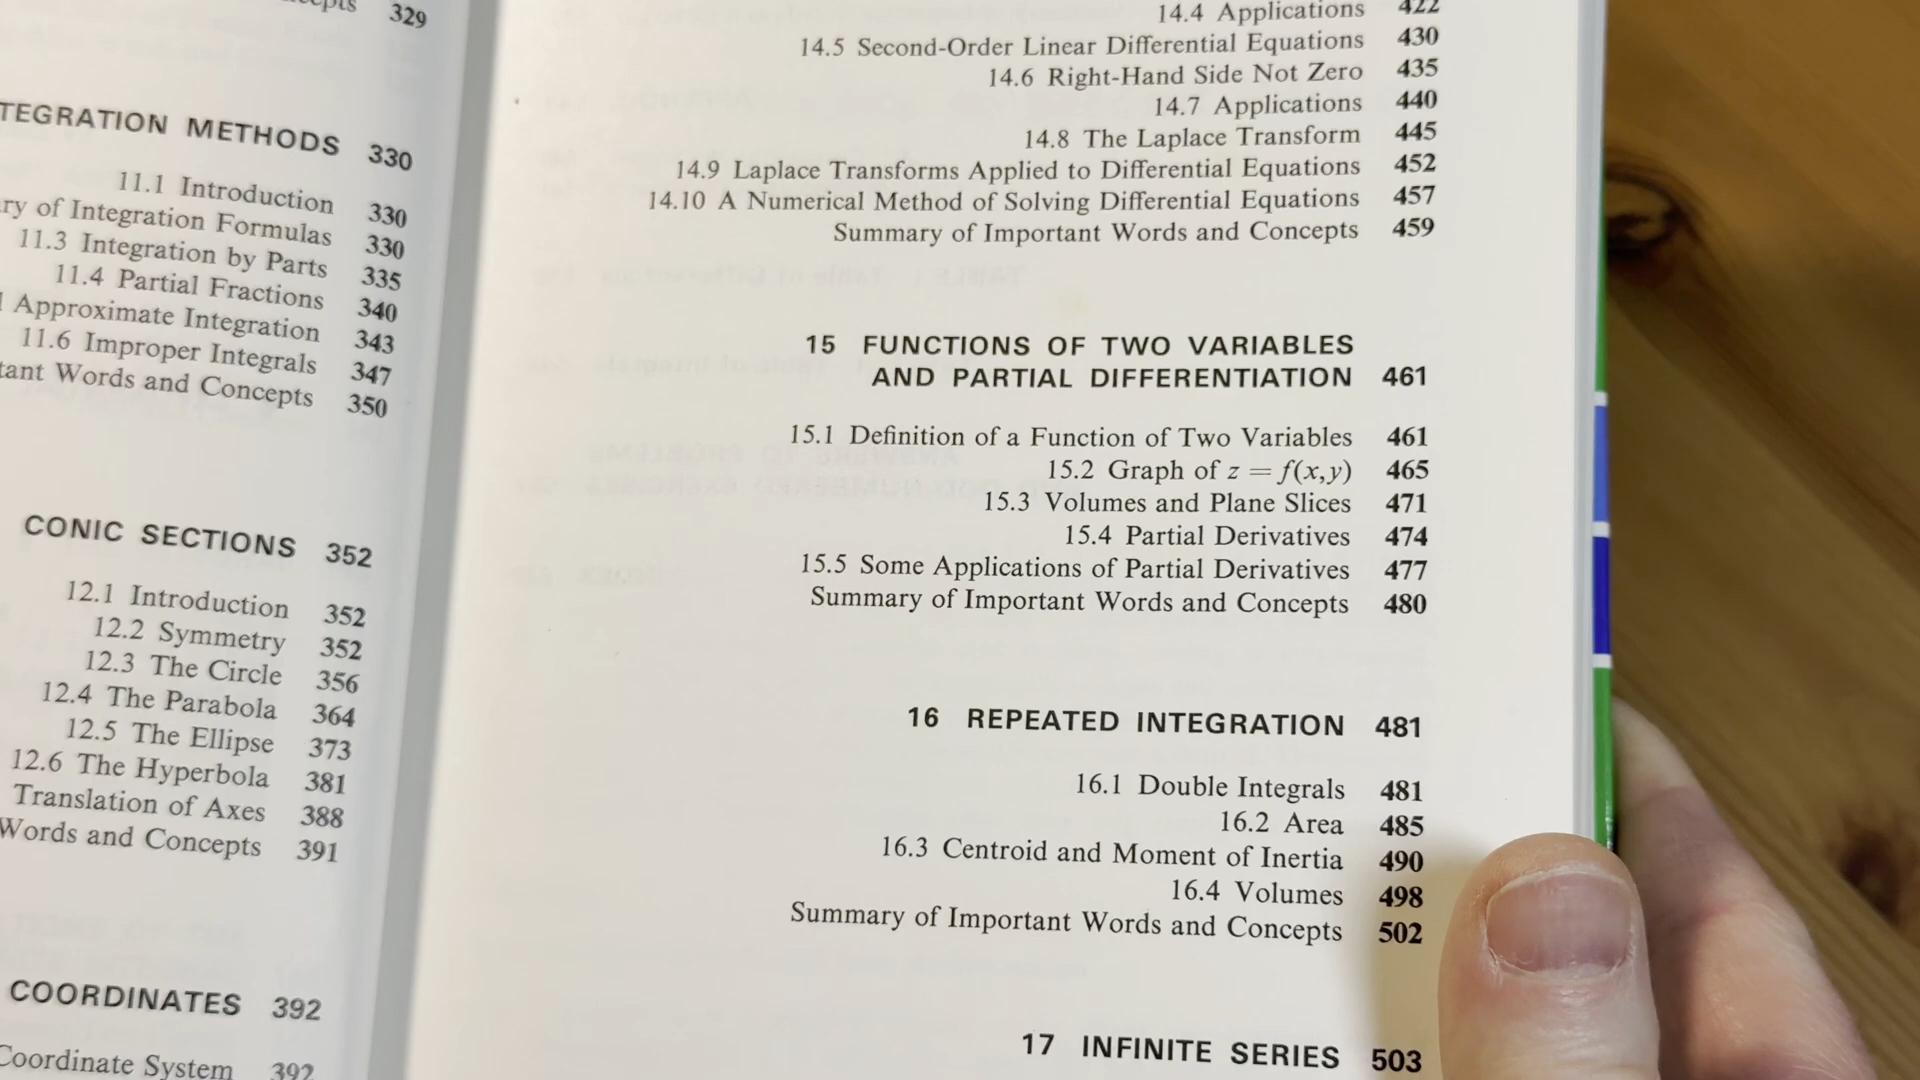 329
METHODS 330
11.1 Introduction 330
of Integration Formulas 330
11.3 Integration by Parts 335
11.4 Partial Fractions 340
Approximate Integration 343
11.6 Improper Integrals 347
Words and Concepts 350
CONIC SECTIONS 352
12.1 Introduction 352
12.2 Symmetry 352
12.3 The Circle 356
12.4 The Parabola 364
12.5 The Ellipse 373
12.6 The Hyperbola 381
Translation of Axes 388
Words and Concepts 391
COORDINATES 392
Coordinate System 392
14.4 Applications 422
14.5 Second-Order Linear Differential Equations 430
14.6 Right-Hand Side Not Zero 435
14.7 Applications 440
14.8 The Laplace Transform 445
14.9 Laplace Transforms Applied to Differential Equations 452
14.10 A Numerical Method of Solving Differential Equations 457
Summary of Important Words and Concepts 459
15 FUNCTIONS OF TWO VARIABLES
AND PARTIAL DIFFERENTIATION 461
15.1 Definition of a Function of Two Variables 461
15.2 Graph of z = f(x,y) 465
15.3 Volumes and Plane Slices 471
15.4 Partial Derivatives 474
15.5 Some Applications of Partial Derivatives 477
Summary of Important Words and Concepts 480
16 REPEATED INTEGRATION 481
16.1 Double Integrals 481
16.2 Area 485
16.3 Centroid and Moment of Inertia 490
16.4 Volumes 498
Summary of Important Words and Concepts 502
17 INFINITE SERIES 503